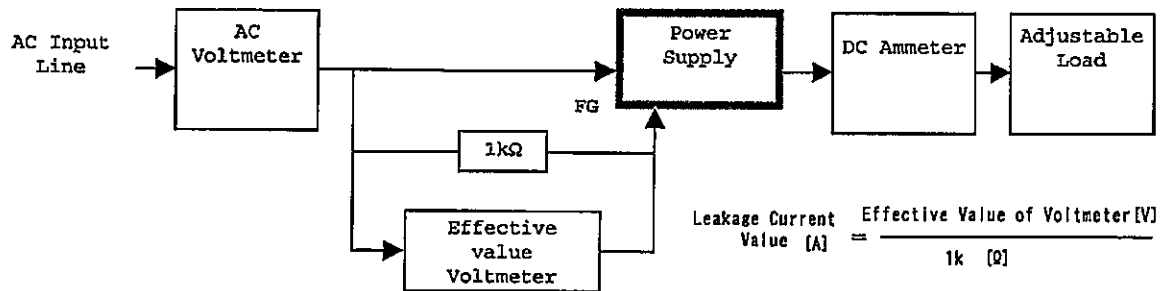 AC Input
Line
AC
Voltmeter
Power
Supply
DC Ammeter
Adjustable
Load
FG
1kΩ
Effective
value
Voltmeter
Leakage Current
Value [A]
=
Effective Value of Voltmeter[V]
1k [Ω]